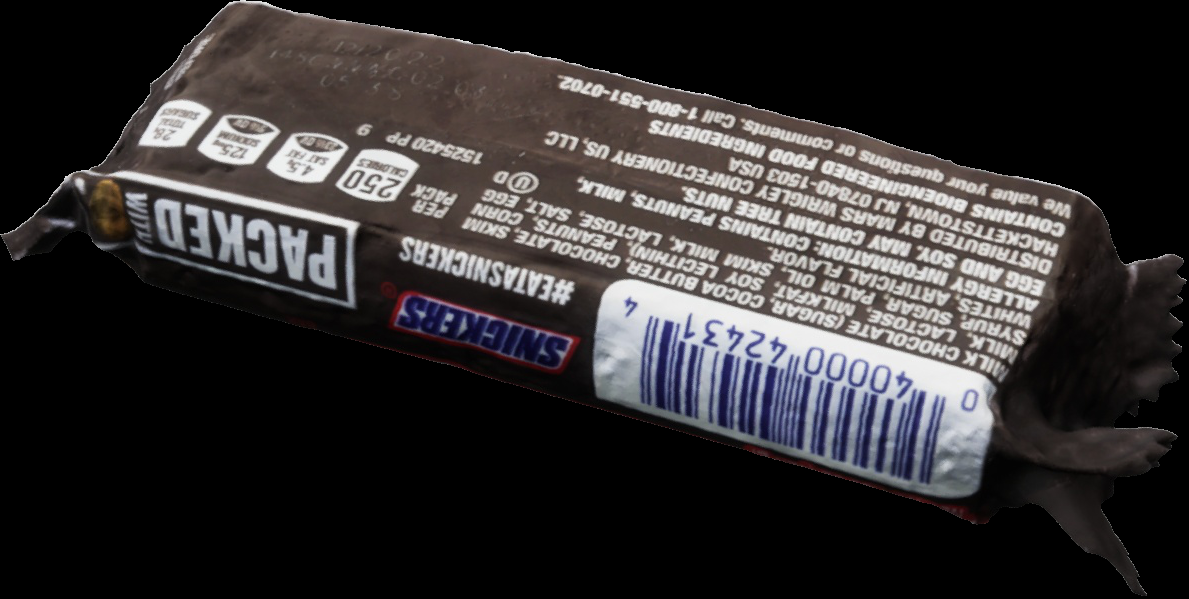 MILK CHOCOLATE (SUGAR, COCOA BUTTER, CHOCOLATE, SKIM
MILK, LACTOSE, MILKFAT, SOY LECITHIN), PEANUTS, CORN
SYRUP, SUGAR, PALM OIL, SKIM MILK, LACTOSE, SALT, EGG
WHITES, ARTIFICIAL FLAVOR.
ALLERGY INFORMATION: CONTAINS PEANUTS, MILK,
EGG AND SOY. MAY CONTAIN TREE NUTS.
DISTRIBUTED BY MARS WRIGLEY CONFECTIONERY US, LLC
HACKETTSTOWN, NJ 07840-1503 USA
CONTAINS BIOENGINEERED FOOD INGREDIENTS
We value your questions or comments. Call 1-800-551-0702.
U
1525420 PP 9
PER
PACK
250
CALORIES
4.5g
SAT FAT
125mg
SODIUM
28g
TOTAL
SUGARS
0 40000 42431 4
#EATASNICKERS
SNICKERS
PACKED
WITH